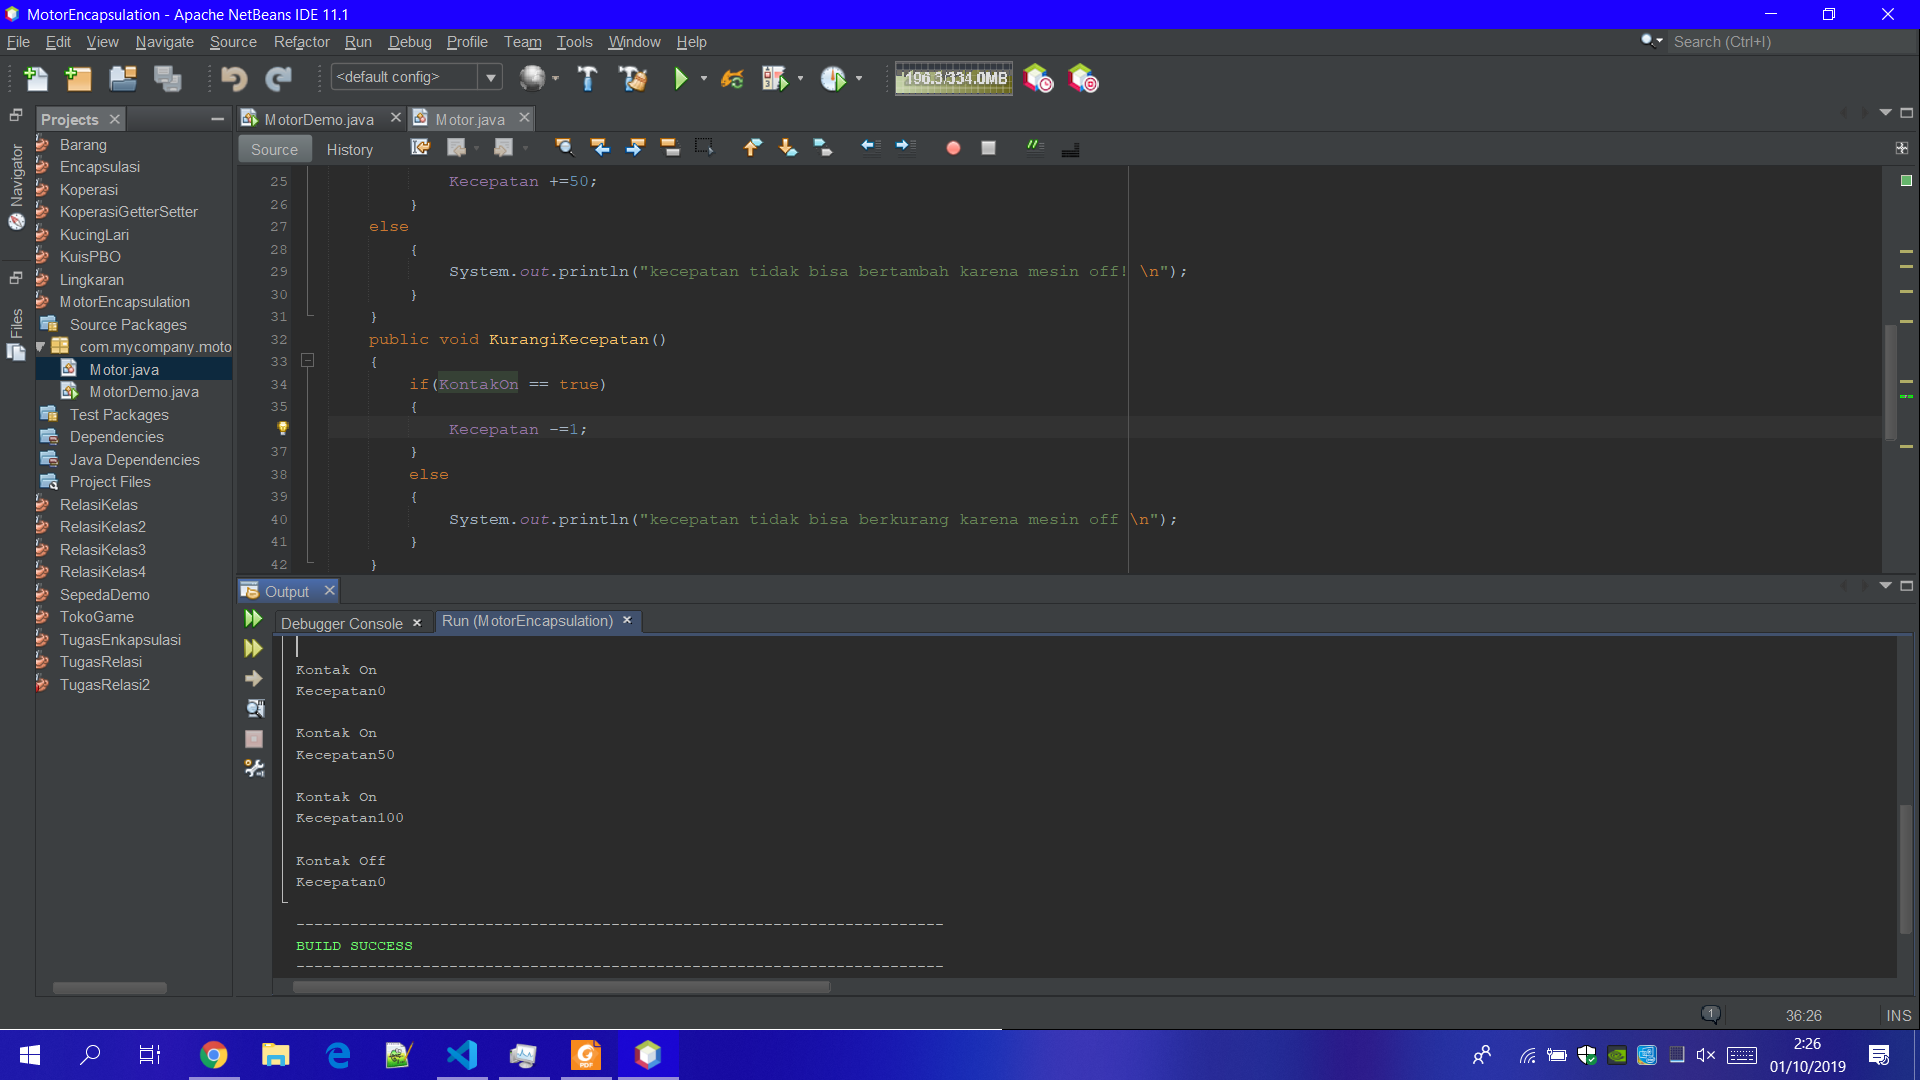 MotorEncapsulation - Apache NetBeans IDE 11.1
File Edit View Navigate Source Refactor Run Debug Profile Team Tools Window Help
Search (Ctrl+I)
<default config>
196.3/334.0MB
Projects
Navigator
Files
Barang
Encapsulasi
Koperasi
KoperasiGetterSetter
KucingLari
KuisPBO
Lingkaran
MotorEncapsulation
Source Packages
com.mycompany.moto
Motor.java
MotorDemo.java
Test Packages
Dependencies
Java Dependencies
Project Files
RelasiKelas
RelasiKelas2
RelasiKelas3
RelasiKelas4
SepedaDemo
TokoGame
TugasEnkapsulasi
TugasRelasi
TugasRelasi2
MotorDemo.java Motor.java
Source History
25 Kecepatan +=50;
26 }
27 else
28 {
29 System.out.println("kecepatan tidak bisa bertambah karena mesin off! \n");
30 }
31 }
32 public void KurangiKecepatan()
33 {
34 if(KontakOn == true)
35 {
Kecepatan -=1;
37 }
38 else
39 {
40 System.out.println("kecepatan tidak bisa berkurang karena mesin off \n");
41 }
42 }
Output
Debugger Console Run (MotorEncapsulation)
Kontak On
Kecepatan0
Kontak On
Kecepatan50
Kontak On
Kecepatan100
Kontak Off
Kecepatan0
------------------------------------------------------------------------
BUILD SUCCESS
------------------------------------------------------------------------
1
36:26 INS
2:26
01/10/2019